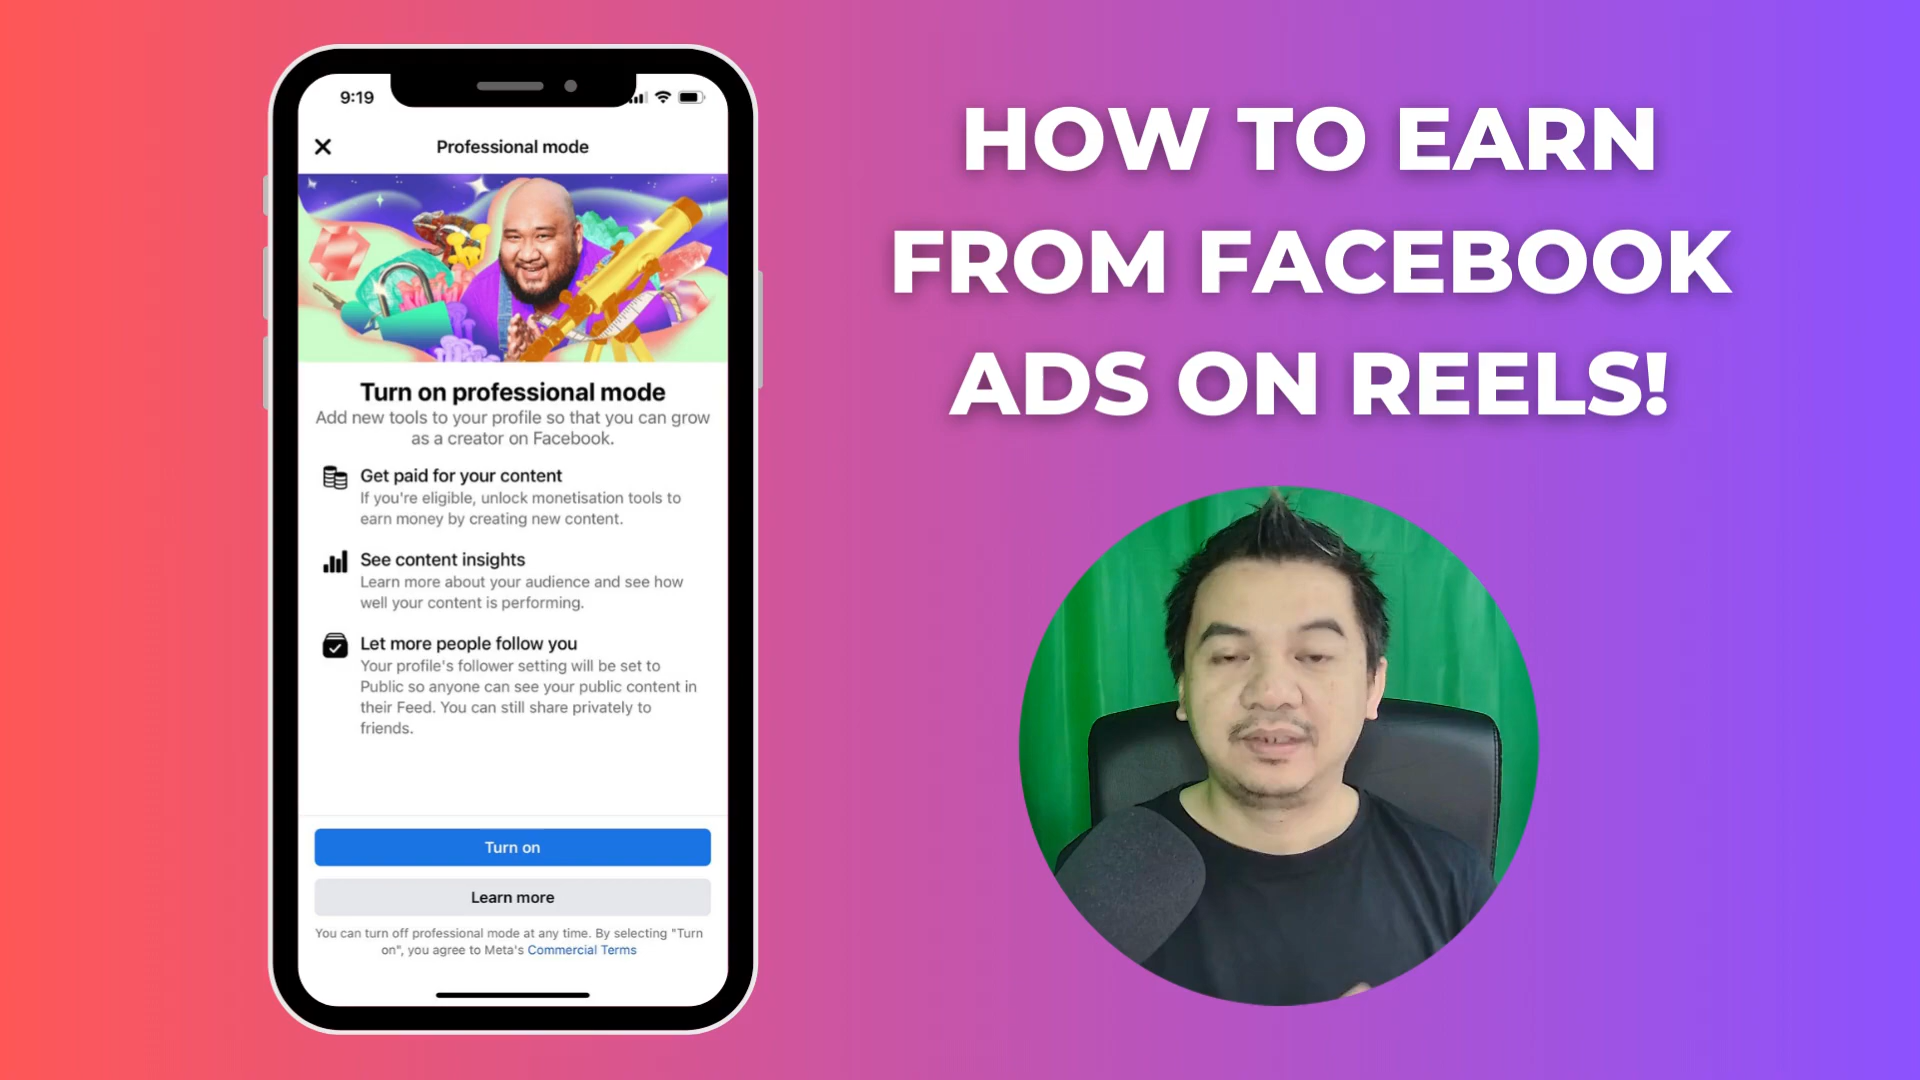 9:19
Professional mode
Turn on professional mode
Add new tools to your profile so that you can grow
as a creator on Facebook.
Get paid for your content
If you're eligible, unlock monetisation tools to
earn money by creating new content.
See content insights
Learn more about your audience and see how
well your content is performing.
Let more people follow you
Your profile's follower setting will be set to
Public so anyone can see your public content in
their Feed. You can still share privately to
friends.
Turn on
Learn more
You can turn off professional mode at any time. By selecting "Turn
on", you agree to Meta's Commercial Terms
HOW TO EARN
FROM FACEBOOK
ADS ON REELS!